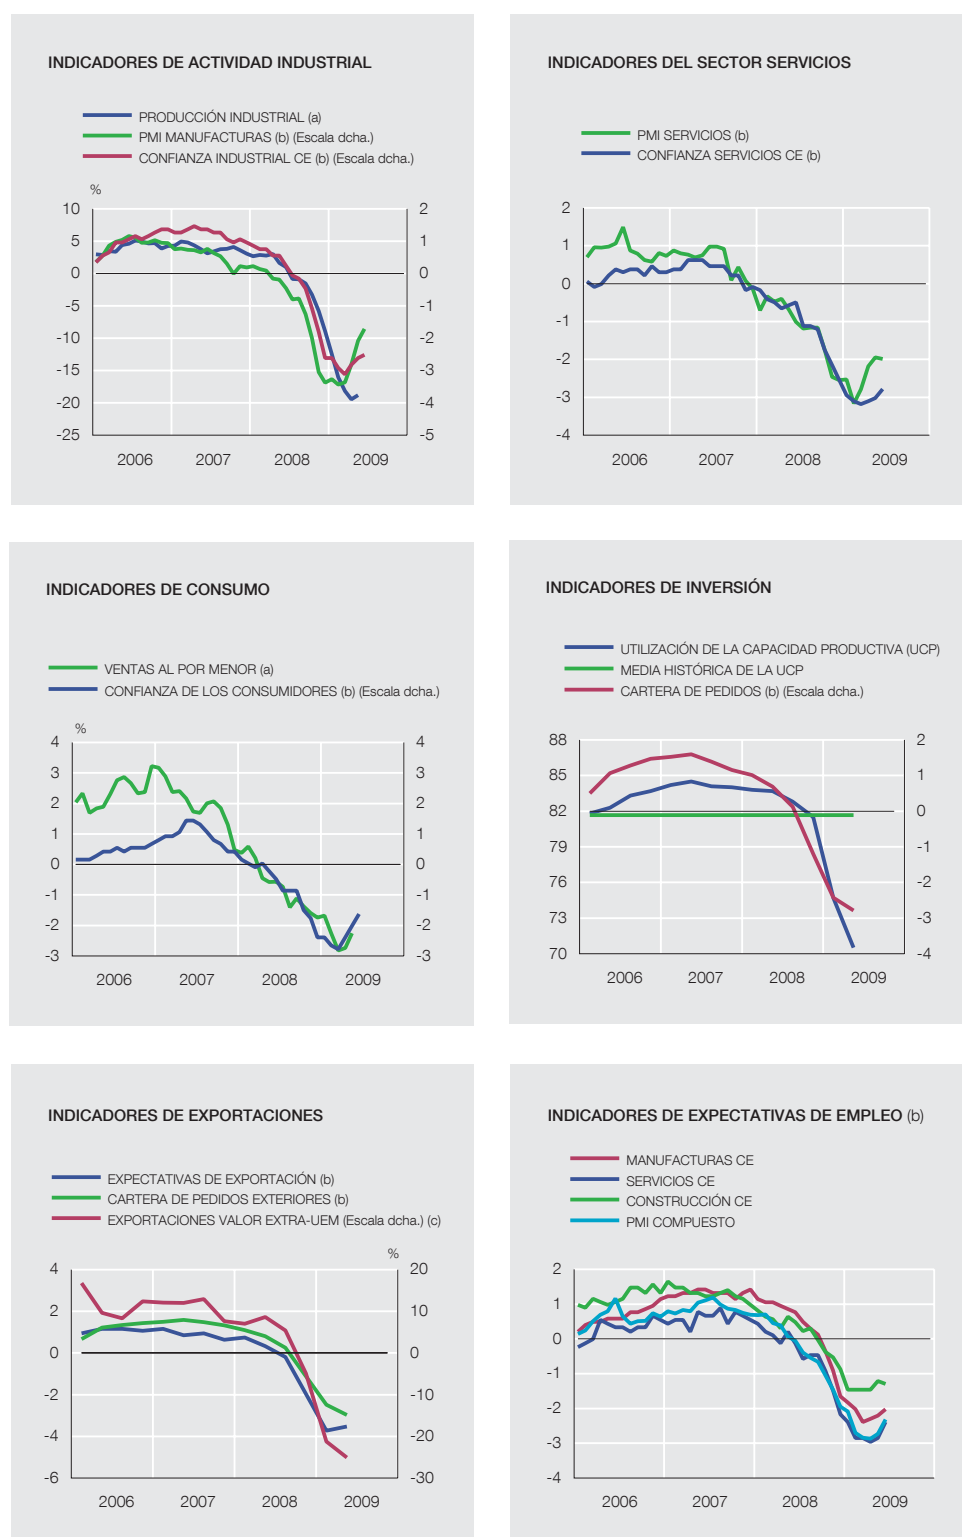 INDICADORES DE ACTIVIDAD INDUSTRIAL
PRODUCCIÓN INDUSTRIAL (a)
PMI MANUFACTURAS (b) (Escala dcha.)
CONFIANZA INDUSTRIAL CE (b) (Escala dcha.)
%
10 2
5 1
0 0
-5 -1
-10 -2
-15 -3
-20 -4
-25 -5
2006 2007 2008 2009
INDICADORES DEL SECTOR SERVICIOS
PMI SERVICIOS (b)
CONFIANZA SERVICIOS CE (b)
2
1
0
-1
-2
-3
-4
2006 2007 2008 2009
INDICADORES DE CONSUMO
VENTAS AL POR MENOR (a)
CONFIANZA DE LOS CONSUMIDORES (b) (Escala dcha.)
%
4 4
3 3
2 2
1 1
0 0
-1 -1
-2 -2
-3 -3
2006 2007 2008 2009
INDICADORES DE INVERSIÓN
UTILIZACIÓN DE LA CAPACIDAD PRODUCTIVA (UCP)
MEDIA HISTÓRICA DE LA UCP
CARTERA DE PEDIDOS (b) (Escala dcha.)
88 2
85 1
82 0
79 -1
76 -2
73 -3
70 -4
2006 2007 2008 2009
INDICADORES DE EXPORTACIONES
EXPECTATIVAS DE EXPORTACIÓN (b)
CARTERA DE PEDIDOS EXTERIORES (b)
EXPORTACIONES VALOR EXTRA-UEM (Escala dcha.) (c)
%
4 20
2 10
0 0
-2 -10
-4 -20
-6 -30
2006 2007 2008 2009
INDICADORES DE EXPECTATIVAS DE EMPLEO (b)
MANUFACTURAS CE
SERVICIOS CE
CONSTRUCCIÓN CE
PMI COMPUESTO
2
1
0
-1
-2
-3
-4
2006 2007 2008 2009